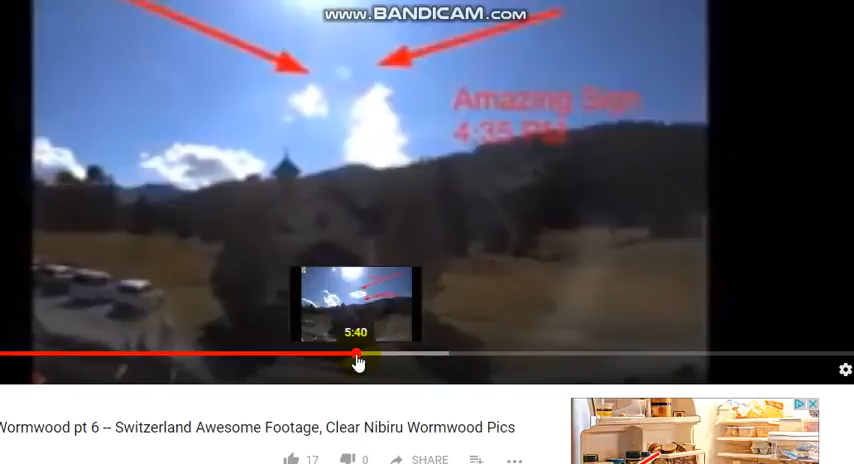 www.BANDICAM.com
Amazing Sign
4:35 PM
5:40
Wormwood pt 6 -- Switzerland Awesome Footage, Clear Nibiru Wormwood Pics
17
0
SHARE